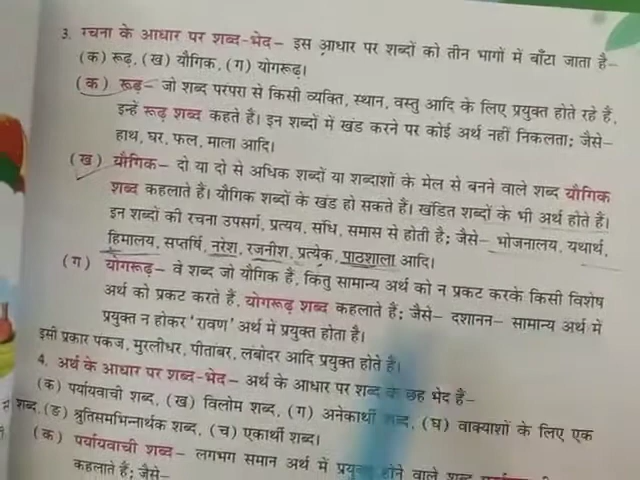 3. रचना के आधार पर शब्द-भेद– इस आधार पर शब्दों को तीन भागों में बाँटा जाता है–
(क) रूढ़, (ख) यौगिक, (ग) योगरूढ़।
(क) रूढ़– जो शब्द परंपरा से किसी व्यक्ति, स्थान, वस्तु आदि के लिए प्रयुक्त होते रहे हैं,
इन्हें रूढ़ शब्द कहते हैं। इन शब्दों में खंड करने पर कोई अर्थ नहीं निकलता; जैसे–
हाथ, घर, फल, माला आदि।
(ख) यौगिक– दो या दो से अधिक शब्दों या शब्दांशों के मेल से बनने वाले शब्द यौगिक
शब्द कहलाते हैं। यौगिक शब्दों के खंड हो सकते हैं। खंडित शब्दों के भी अर्थ होते हैं।
इन शब्दों की रचना उपसर्ग, प्रत्यय, संधि, समास से होती है; जैसे– भोजनालय, यथार्थ,
हिमालय, सप्तर्षि, नरेश, रजनीश, प्रत्येक, पाठशाला आदि।
(ग) योगरूढ़– वे शब्द जो यौगिक हैं, किंतु सामान्य अर्थ को न प्रकट करके किसी विशेष
अर्थ को प्रकट करते हैं, योगरूढ़ शब्द कहलाते हैं; जैसे– दशानन– सामान्य अर्थ में
प्रयुक्त न होकर 'रावण' अर्थ में प्रयुक्त होता है।
इसी प्रकार पंकज, मुरलीधर, पीतांबर, लंबोदर आदि प्रयुक्त होते हैं।
4. अर्थ के आधार पर शब्द-भेद– अर्थ के आधार पर शब्द के छह भेद हैं–
(क) पर्यायवाची शब्द, (ख) विलोम शब्द, (ग) अनेकार्थी शब्द, (घ) वाक्यांशों के लिए एक
शब्द, (ङ) श्रुतिसमभिन्नार्थक शब्द, (च) एकार्थी शब्द।
(क) पर्यायवाची शब्द– लगभग समान अर्थ में प्रयुक्त होने वाले शब्द
कहलाते हैं; जैसे–